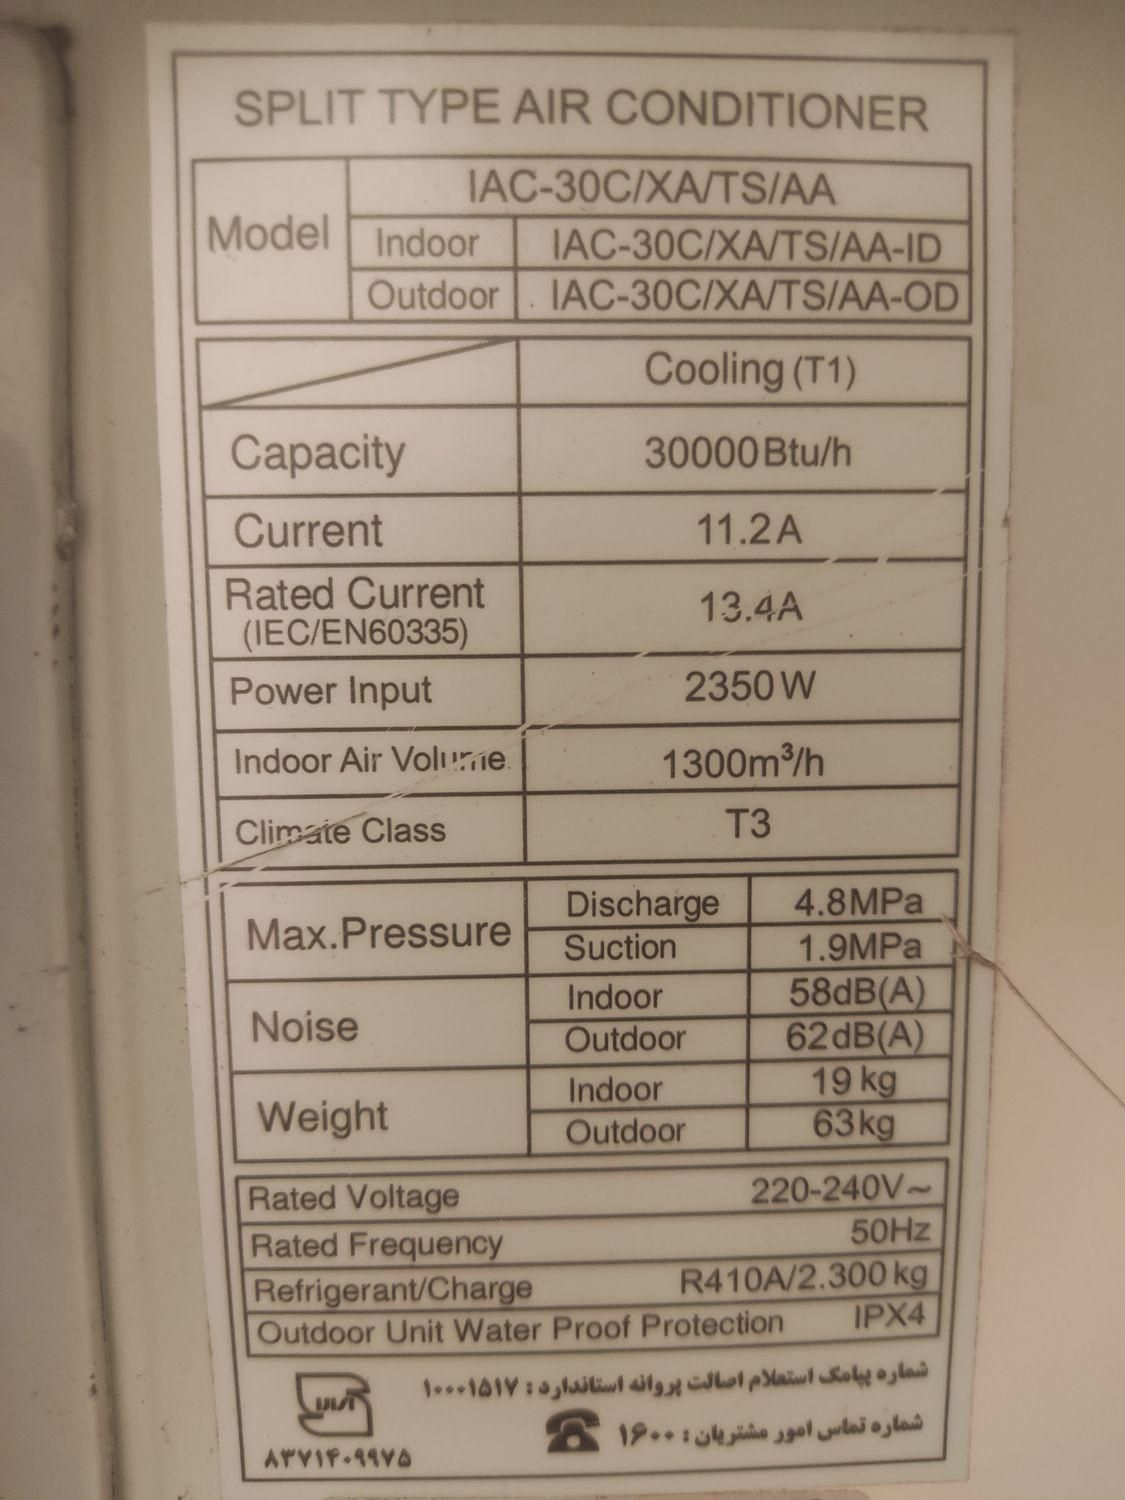 SPLIT TYPE AIR CONDITIONER
Model IAC-30C/XA/TS/AA
Indoor IAC-30C/XA/TS/AA-ID
Outdoor IAC-30C/XA/TS/AA-OD
Cooling (T1)
Capacity 30000Btu/h
Current 11.2A
Rated Current (IEC/EN60335) 13.4A
Power Input 2350W
Indoor Air Volume 1300m³/h
Climate Class T3
Max.Pressure Discharge 4.8MPa
Suction 1.9MPa
Noise Indoor 58dB(A)
Outdoor 62dB(A)
Weight Indoor 19kg
Outdoor 63kg
Rated Voltage 220-240V~
Rated Frequency 50Hz
Refrigerant/Charge R410A/2.300kg
Outdoor Unit Water Proof Protection IPX4
شماره پیامک استعلام اصالت پروانه استاندارد : ۱۰۰۰۱۵۱۷
شماره تماس امور مشتریان : ۱۶۰۰
۸۳۷۱۴۰۹۹۷۵